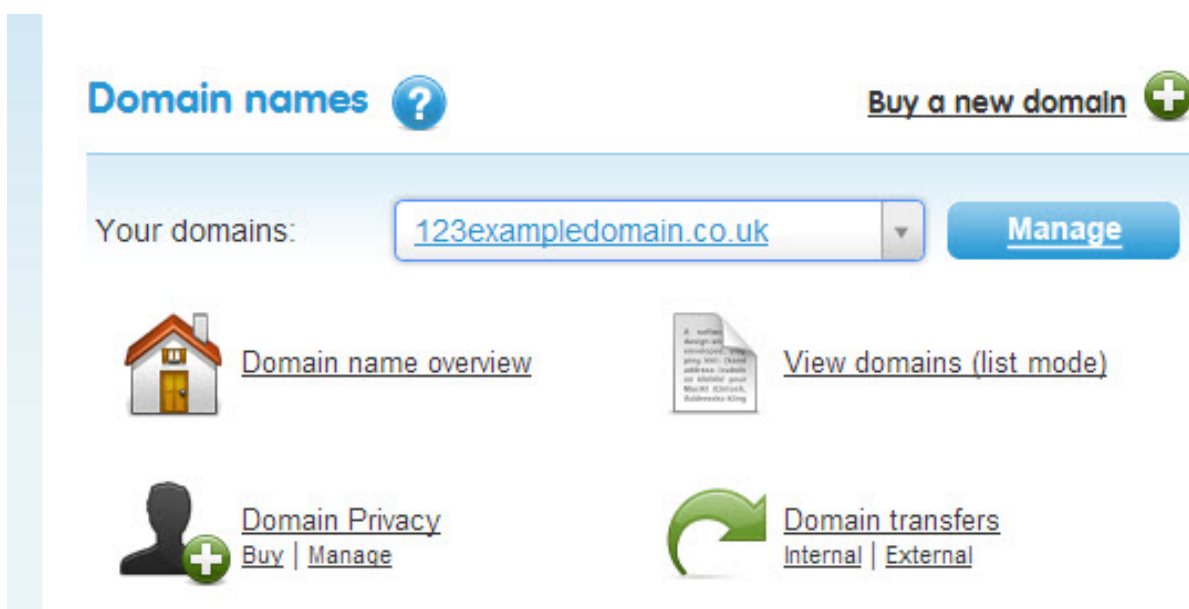 Domain names ?
Buy a new domain
Your domains:
123exampledomain.co.uk
Manage
Domain name overview
View domains (list mode)
Domain Privacy
Buy | Manage
Domain transfers
Internal | External